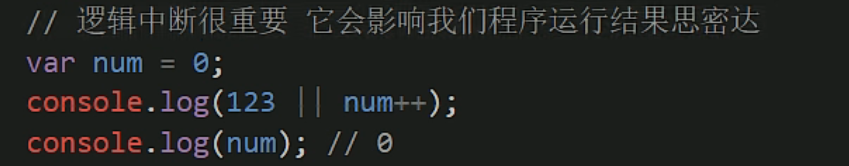 // 逻辑中断很重要 它会影响我们程序运行结果思密达
var num = 0;
console.log(123 || num++);
console.log(num); // 0